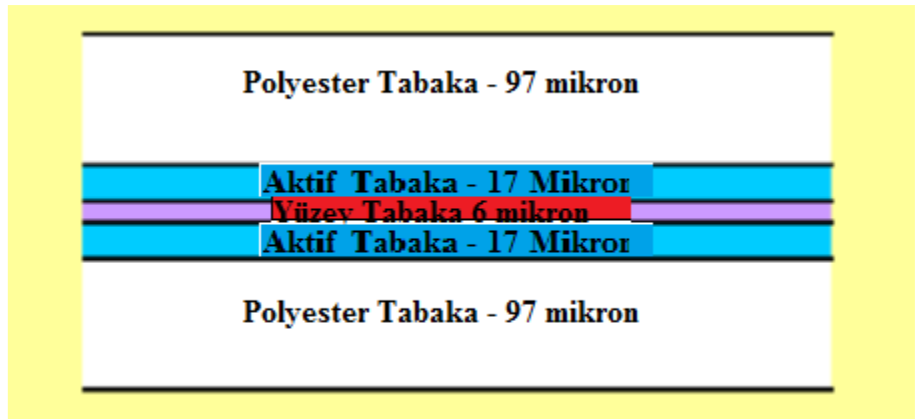 Polyester Tabaka - 97 mikron
Aktif Tabaka - 17 Mikron
Yüzey Tabaka 6 mikron
Aktif Tabaka - 17 Mikron
Polyester Tabaka - 97 mikron